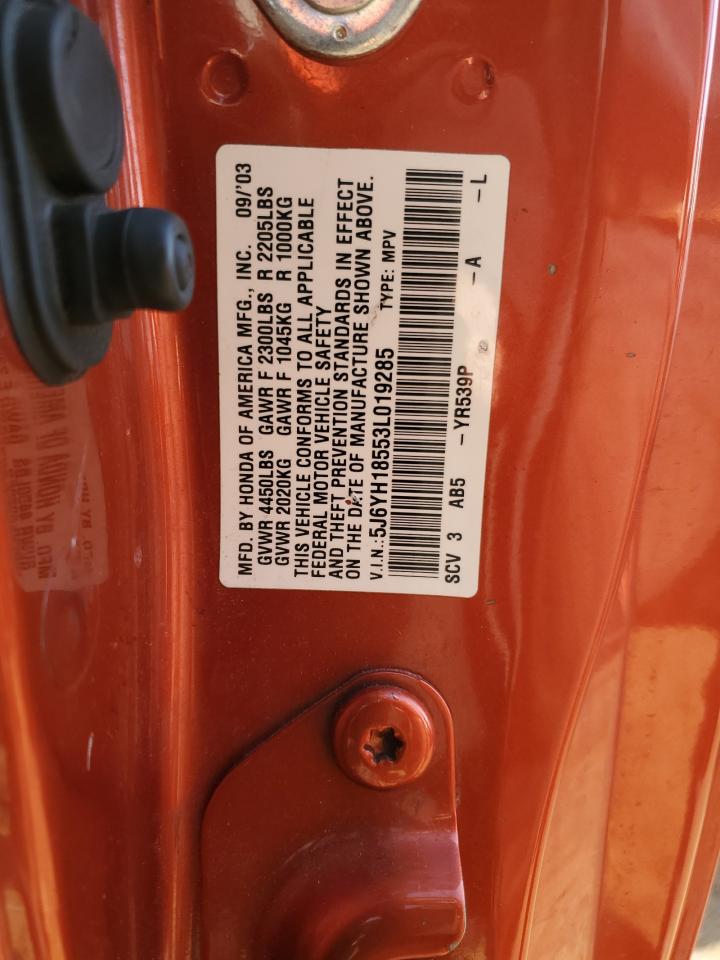 MFD. BY HONDA OF AMERICA MFG., INC. 09/'03
GVWR 4450LBS GAWR F 2300LBS R 2205LBS
GVWR 2020KG GAWR F 1045KG R 1000KG
THIS VEHICLE CONFORMS TO ALL APPLICABLE
FEDERAL MOTOR VEHICLE SAFETY
AND THEFT PREVENTION STANDARDS IN EFFECT
ON THE DATE OF MANUFACTURE SHOWN ABOVE.
V.I.N.: 5J6YH18553L019285 TYPE: MPV
SCV 3 AB5 - YR539P - A - L